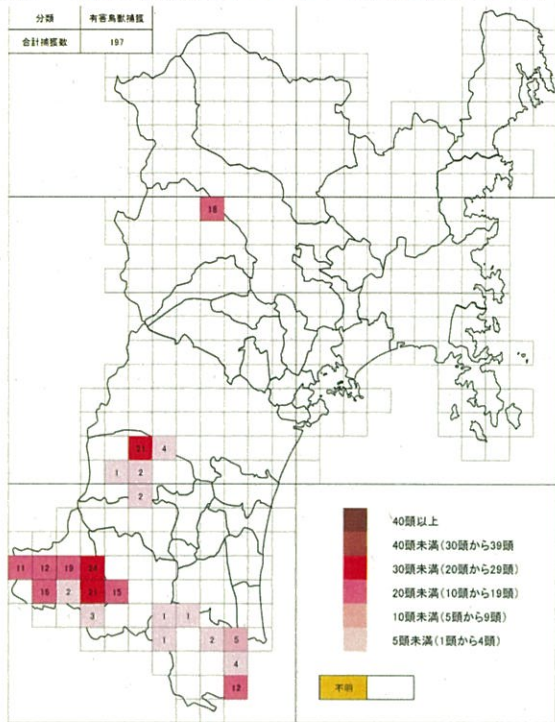 分類 有害鳥獣捕獲
合計捕獲数 197
16
4
1 2
2
11 12 19 24
16 2 21 15
3
1 1
1 2 5
4
12
40頭以上
40頭未満(30頭から39頭
30頭未満(20頭から29頭)
20頭未満(10頭から19頭)
10頭未満(5頭から9頭)
5頭未満(1頭から4頭)
不明